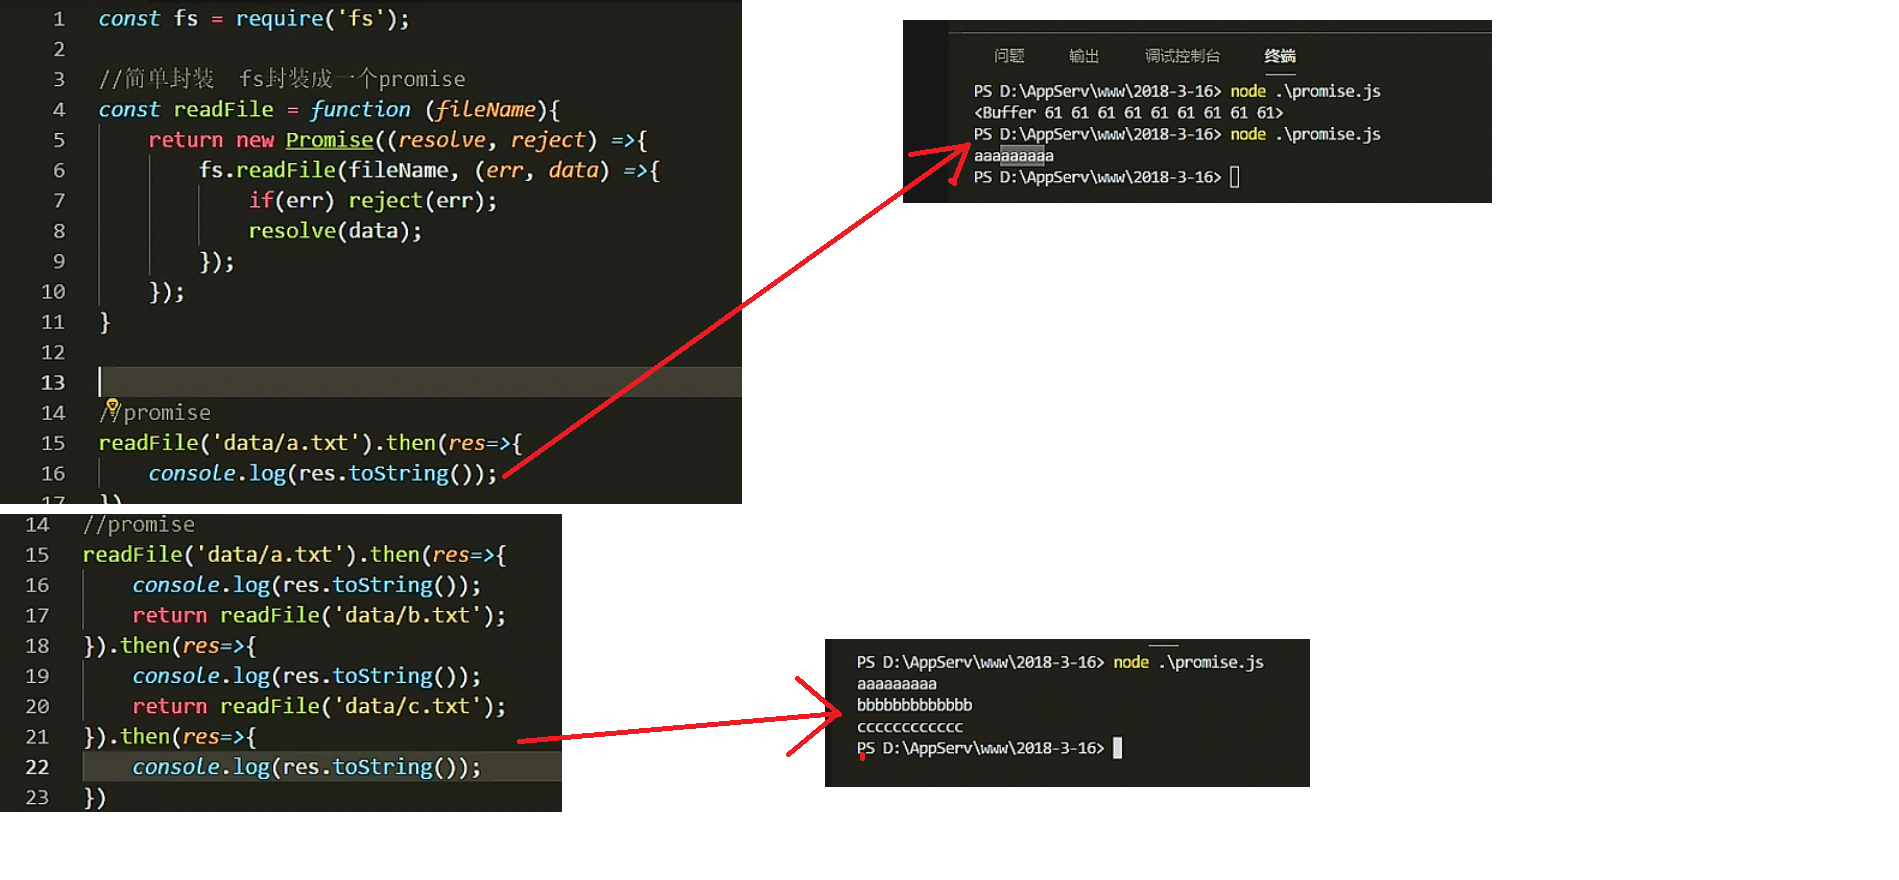 1 const fs = require('fs');
2
3 //简单封装 fs封装成一个promise
4 const readFile = function (fileName){
5 return new Promise((resolve, reject) =>{
6 fs.readFile(fileName, (err, data) =>{
7 if(err) reject(err);
8 resolve(data);
9 });
10 });
11 }
12
13
14 //promise
15 readFile('data/a.txt').then(res=>{
16 console.log(res.toString());
17 })
问题 输出 调试控制台 终端
PS D:\AppServ\www\2018-3-16> node .\promise.js
<Buffer 61 61 61 61 61 61 61 61 61>
PS D:\AppServ\www\2018-3-16> node .\promise.js
aaaaaaaaa
PS D:\AppServ\www\2018-3-16>
14 //promise
15 readFile('data/a.txt').then(res=>{
16 console.log(res.toString());
17 return readFile('data/b.txt');
18 }).then(res=>{
19 console.log(res.toString());
20 return readFile('data/c.txt');
21 }).then(res=>{
22 console.log(res.toString());
23 })
PS D:\AppServ\www\2018-3-16> node .\promise.js
aaaaaaaaa
bbbbbbbbbbbbb
cccccccccccc
PS D:\AppServ\www\2018-3-16>